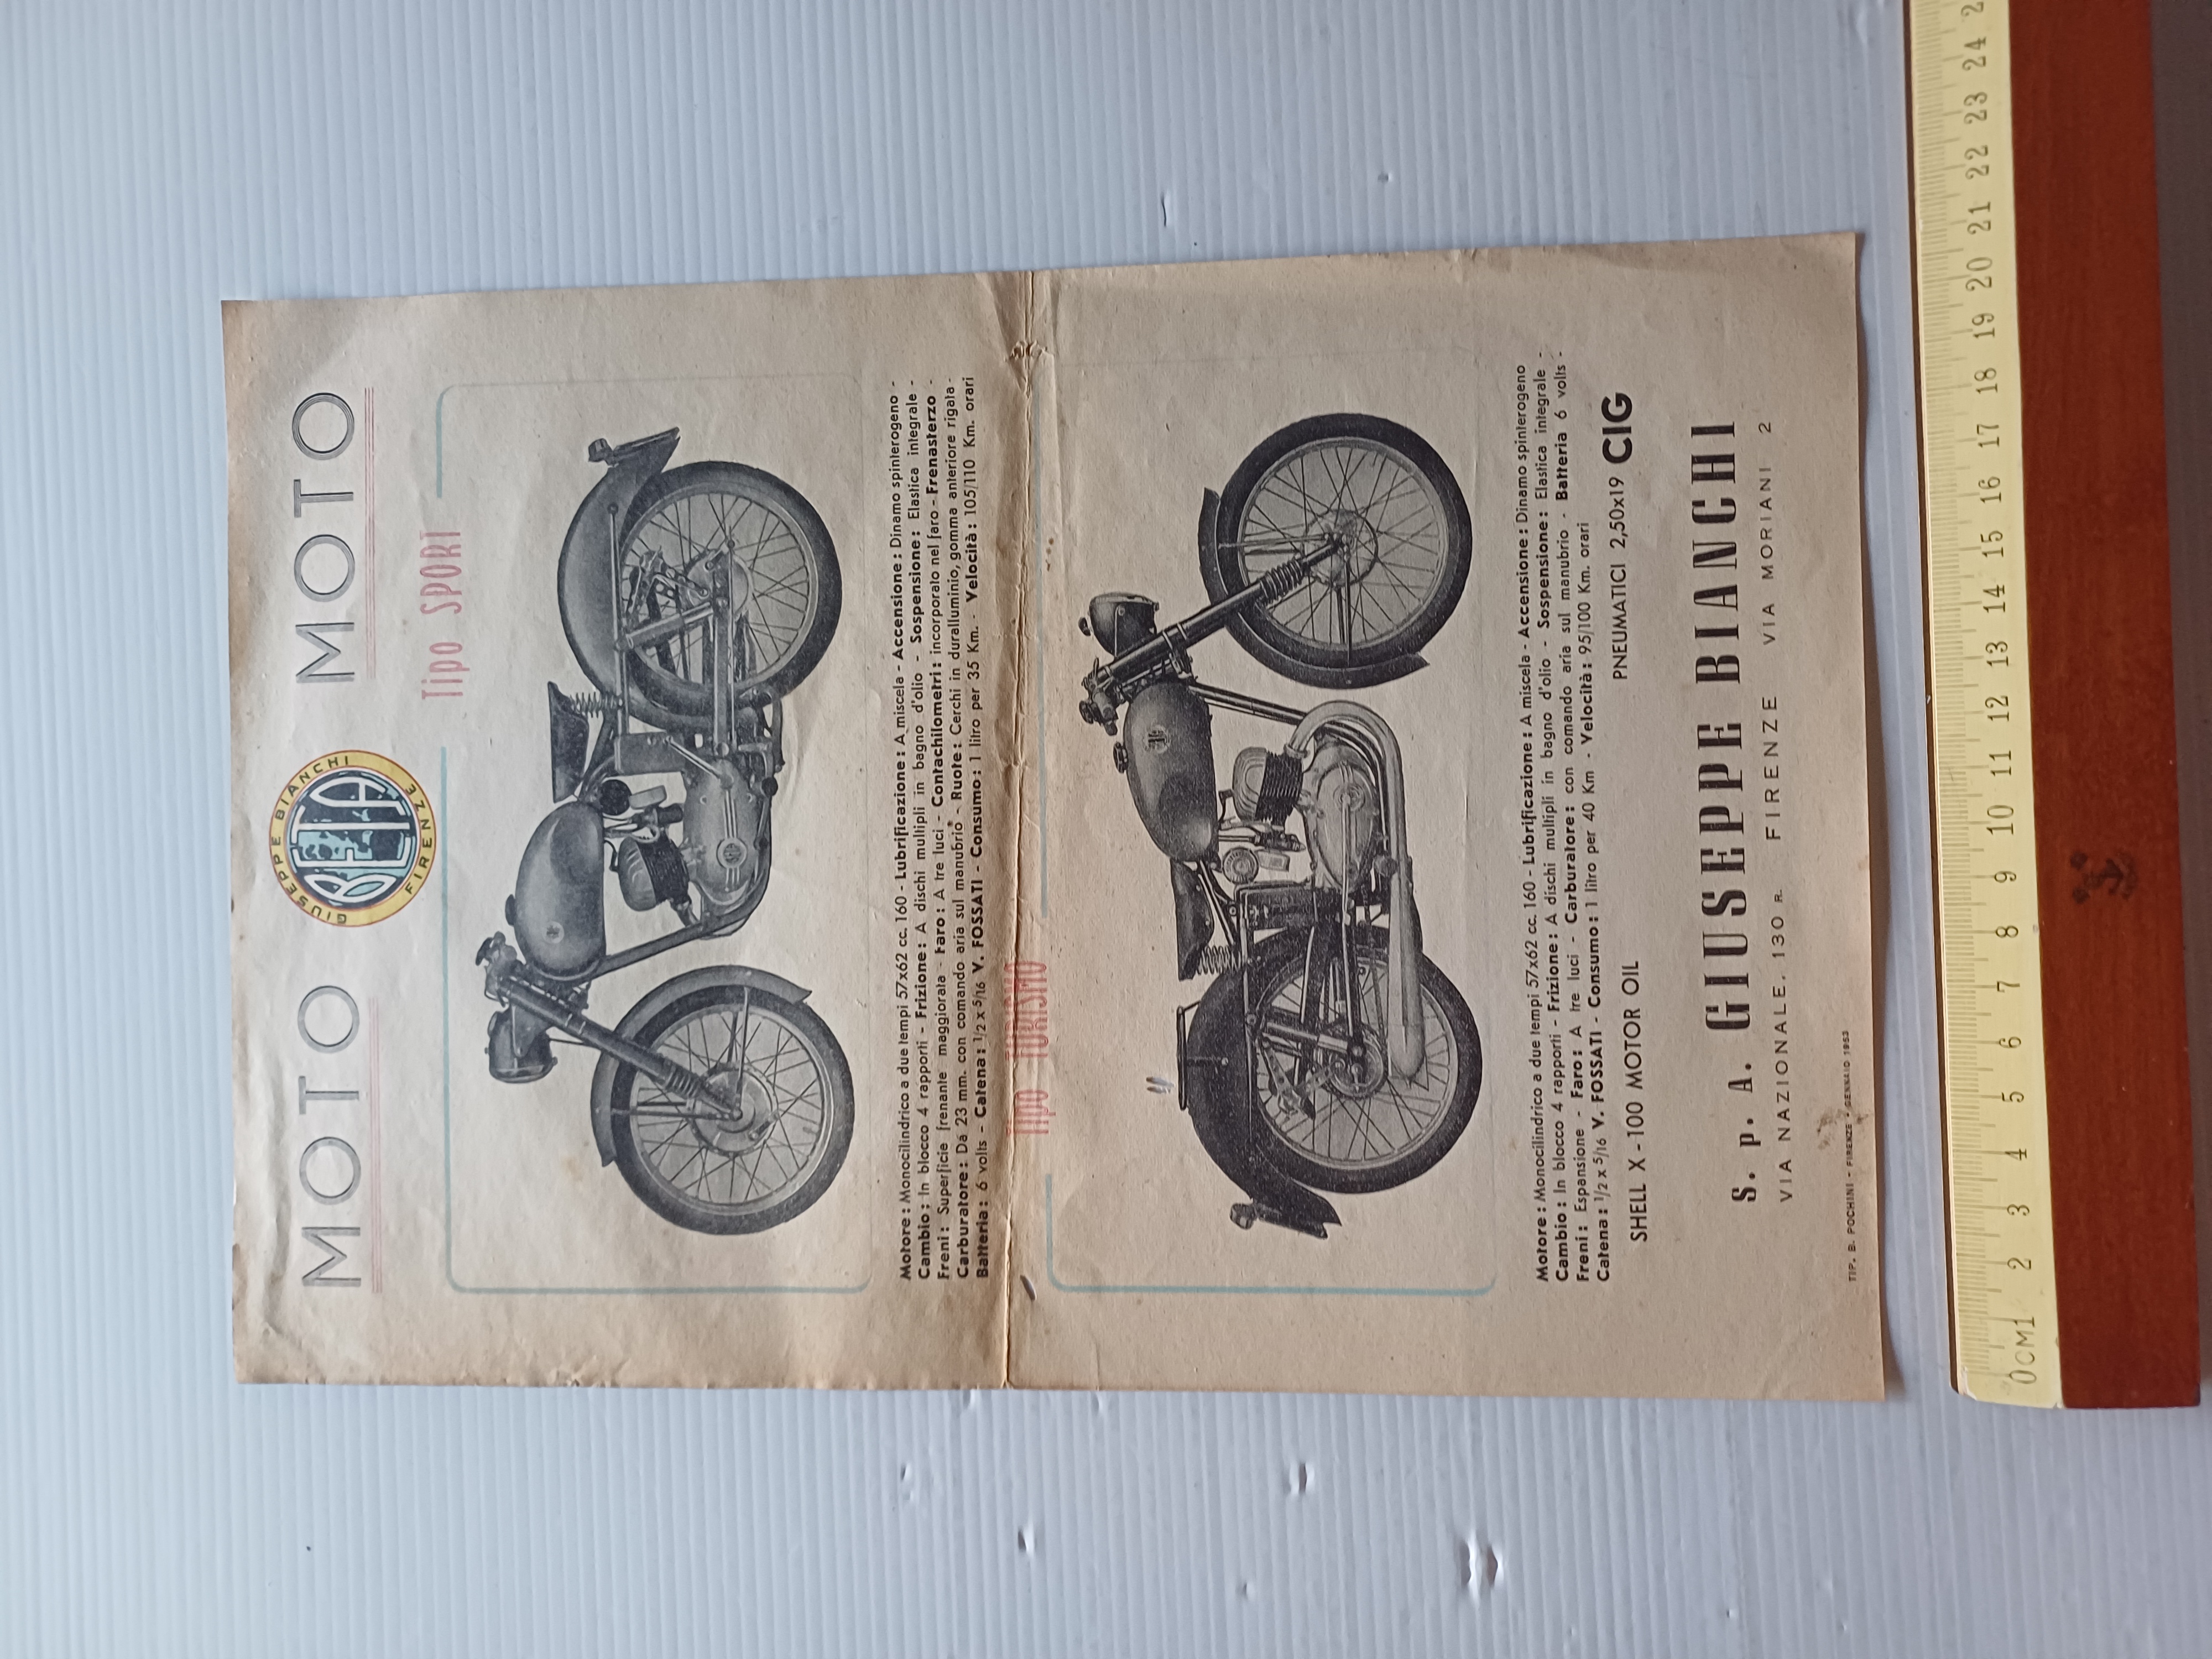 MOTO
GIUSEPPE BIANCHI
BETA
FIRENZE
MOTO
Tipo SPORT
Motore: Monocilindrico a due tempi 57x62 cc. 160 - Lubrificazione: A miscela - Accensione: Dinamo spinterogeno -
Cambio: In blocco 4 rapporti - Frizione: A dischi multipli in bagno d'olio - Sospensione: Elastica integrale -
Freni: Superficie frenante maggiorata - Faro: A tre luci - Contachilometri: incorporato nel faro - Frenasterzo -
Carburatore: Da 23 mm. con comando aria sul manubrio - Ruote: Cerchi in duralluminio, gomma anteriore rigata -
Batteria: 6 volts - Catena: 1/2 x 5/16 V. FOSSATI - Consumo: 1 litro per 35 Km. - Velocità: 105/110 Km. orari
Tipo TURISMO
Motore: Monocilindrico a due tempi 57x62 cc. 160 - Lubrificazione: A miscela - Accensione: Dinamo spinterogeno
Cambio: In blocco 4 rapporti - Frizione: A dischi multipli in bagno d'olio - Sospensione: Elastica integrale -
Freni: Espansione - Faro: A tre luci - Carburatore: con comando aria sul manubrio - Batteria 6 volts -
Catena: 1/2 x 5/16 V. FOSSATI - Consumo: 1 litro per 40 Km - Velocità: 95/100 Km. orari
SHELL X - 100 MOTOR OIL PNEUMATICI 2,50x19 CIG
S. p. A. GIUSEPPE BIANCHI
VIA NAZIONALE, 130 R. FIRENZE VIA MORIANI 2
TIP. B. POCHINI - FIRENZE - GENNAIO 1953
0CM1 2 3 4 5 6 7 8 9 10 11 12 13 14 15 16 17 18 19 20 21 22 23 24 2